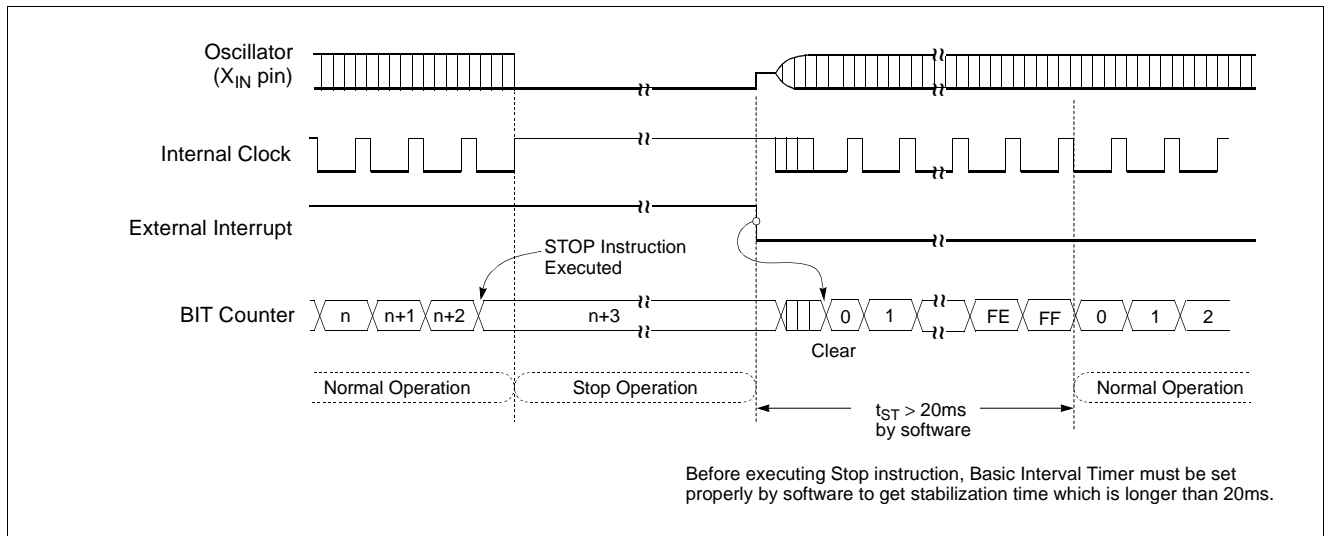 Oscillator
(XIN pin)
Internal Clock
External Interrupt
STOP Instruction
Executed
BIT Counter
n
n+1
n+2
n+3
0
1
FE
FF
0
1
2
Clear
Normal Operation
Stop Operation
Normal Operation
tST > 20ms
by software
Before executing Stop instruction, Basic Interval Timer must be set
properly by software to get stabilization time which is longer than 20ms.